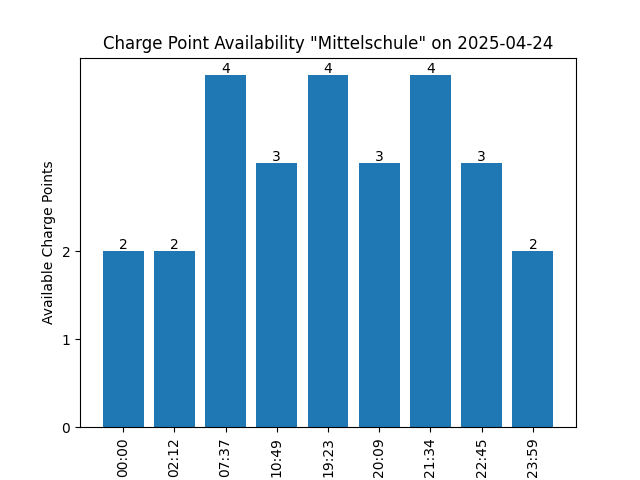 Charge Point Availability "Mittelschule" on 2025-04-24
4 4 4
3 3 3
2 2 2
Available Charge Points
2
1
0
00:00 02:12 07:37 10:49 19:23 20:09 21:34 22:45 23:59